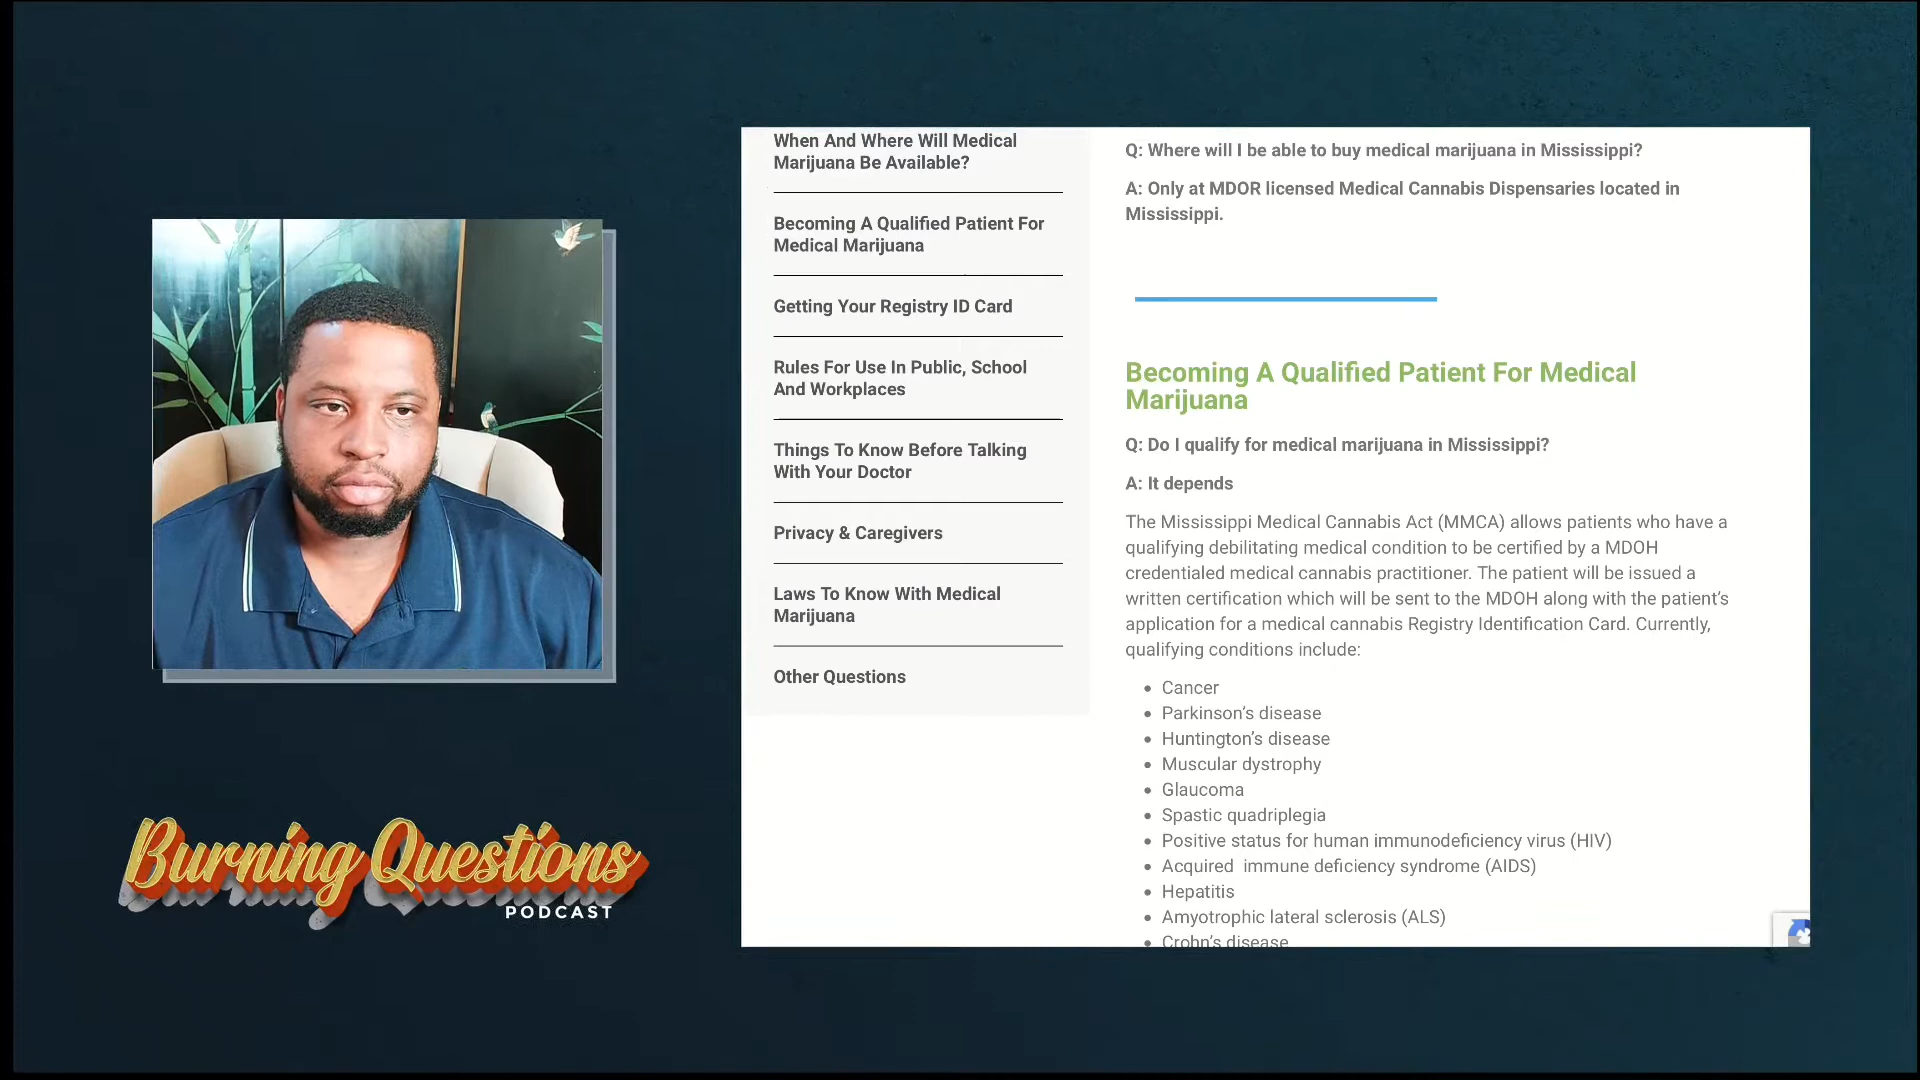 When And Where Will Medical
Marijuana Be Available?
Becoming A Qualified Patient For
Medical Marijuana
Getting Your Registry ID Card
Rules For Use In Public, School
And Workplaces
Things To Know Before Talking
With Your Doctor
Privacy & Caregivers
Laws To Know With Medical
Marijuana
Other Questions
Q: Where will I be able to buy medical marijuana in Mississippi?
A: Only at MDOR licensed Medical Cannabis Dispensaries located in
Mississippi.
Becoming A Qualified Patient For Medical
Marijuana
Q: Do I qualify for medical marijuana in Mississippi?
A: It depends
The Mississippi Medical Cannabis Act (MMCA) allows patients who have a
qualifying debilitating medical condition to be certified by a MDOH
credentialed medical cannabis practitioner. The patient will be issued a
written certification which will be sent to the MDOH along with the patient’s
application for a medical cannabis Registry Identification Card. Currently,
qualifying conditions include:
Cancer
Parkinson’s disease
Huntington’s disease
Muscular dystrophy
Glaucoma
Spastic quadriplegia
Positive status for human immunodeficiency virus (HIV)
Acquired  immune deficiency syndrome (AIDS)
Hepatitis
Amyotrophic lateral sclerosis (ALS)
Crohn’s disease
Burning Questions
PODCAST